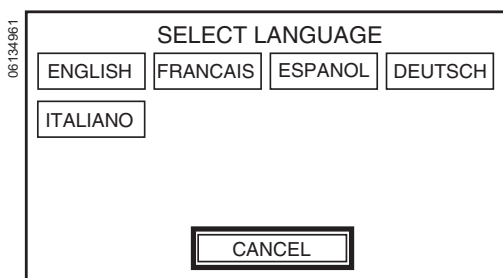 06134961
SELECT LANGUAGE
ENGLISH FRANCAIS ESPANOL DEUTSCH
ITALIANO
CANCEL